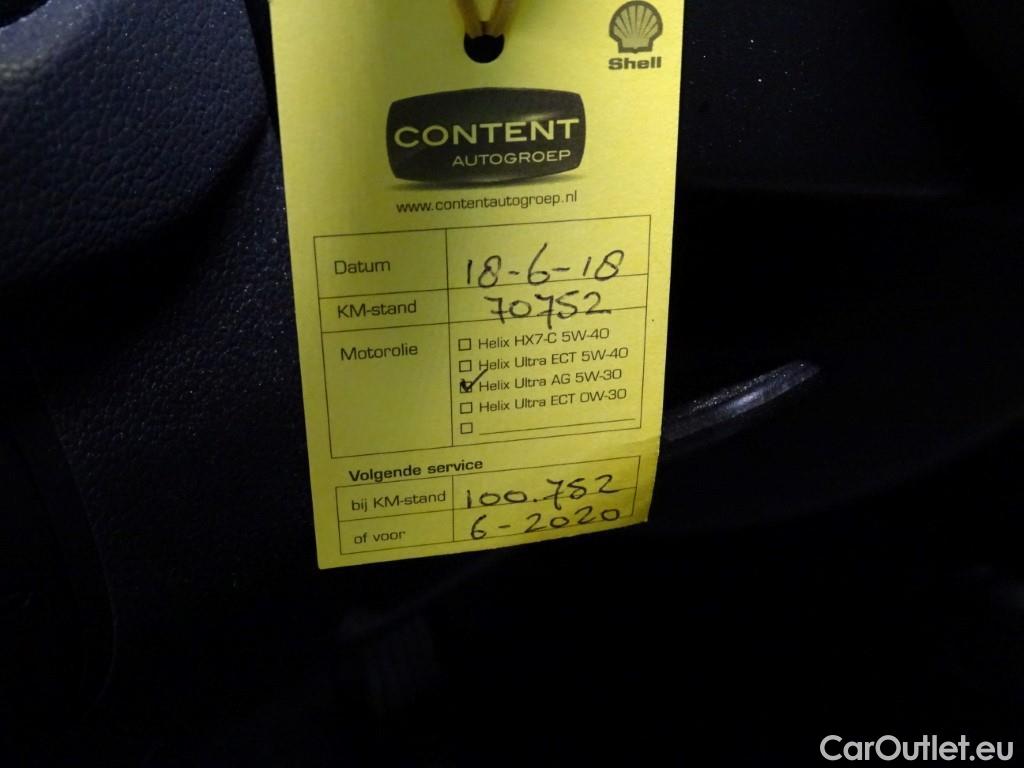 Shell
CONTENT
AUTOGROEP
www.contentautogroep.nl
Datum 18-6-18
KM-stand 70752
Motorolie
Helix HX7-C 5W-40
Helix Ultra ECT 5W-40
Helix Ultra AG 5W-30
Helix Ultra ECT 0W-30
Volgende service
bij KM-stand 100.752
of voor 6-2020
CarOutlet.eu